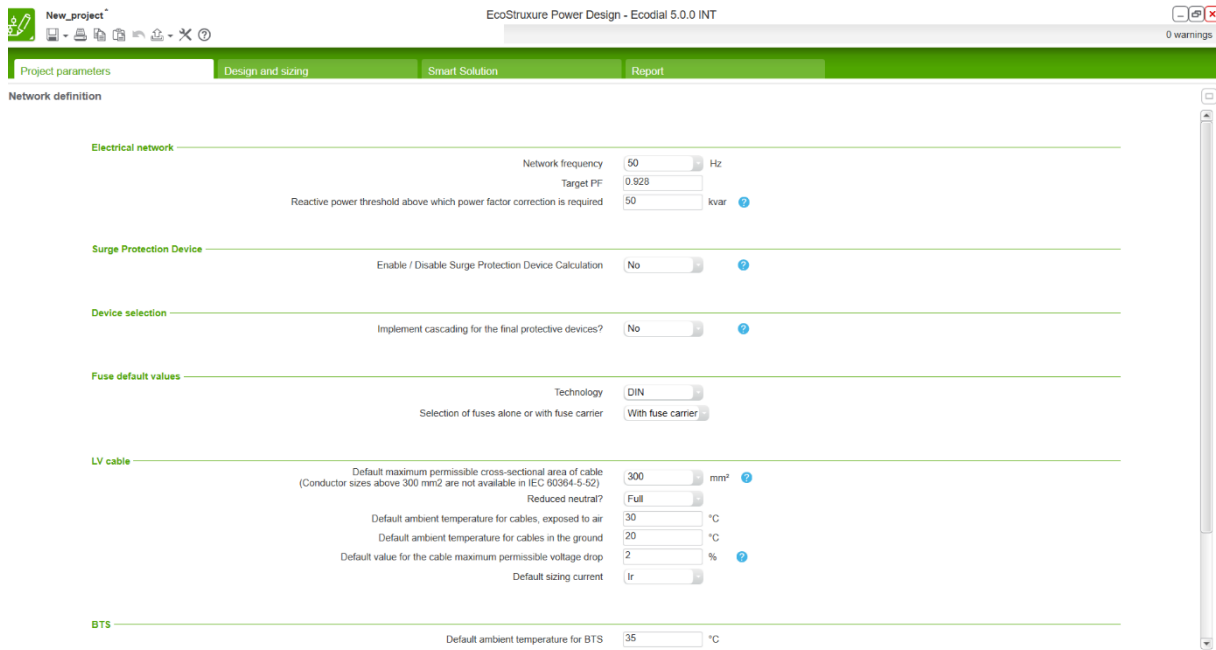 New_project*
EcoStruxure Power Design - Ecodial 5.0.0 INT
0 warnings
Project parameters
Design and sizing
Smart Solution
Report
Network definition
Electrical network
Network frequency 50 Hz
Target PF 0.928
Reactive power threshold above which power factor correction is required 50 kvar ?
Surge Protection Device
Enable / Disable Surge Protection Device Calculation No ?
Device selection
Implement cascading for the final protective devices? No ?
Fuse default values
Technology DIN
Selection of fuses alone or with fuse carrier With fuse carrier
LV cable
Default maximum permissible cross-sectional area of cable
(Conductor sizes above 300 mm2 are not available in IEC 60364-5-52) 300 mm² ?
Reduced neutral? Full
Default ambient temperature for cables, exposed to air 30 °C
Default ambient temperature for cables in the ground 20 °C
Default value for the cable maximum permissible voltage drop 2 % ?
Default sizing current Ir
BTS
Default ambient temperature for BTS 35 °C